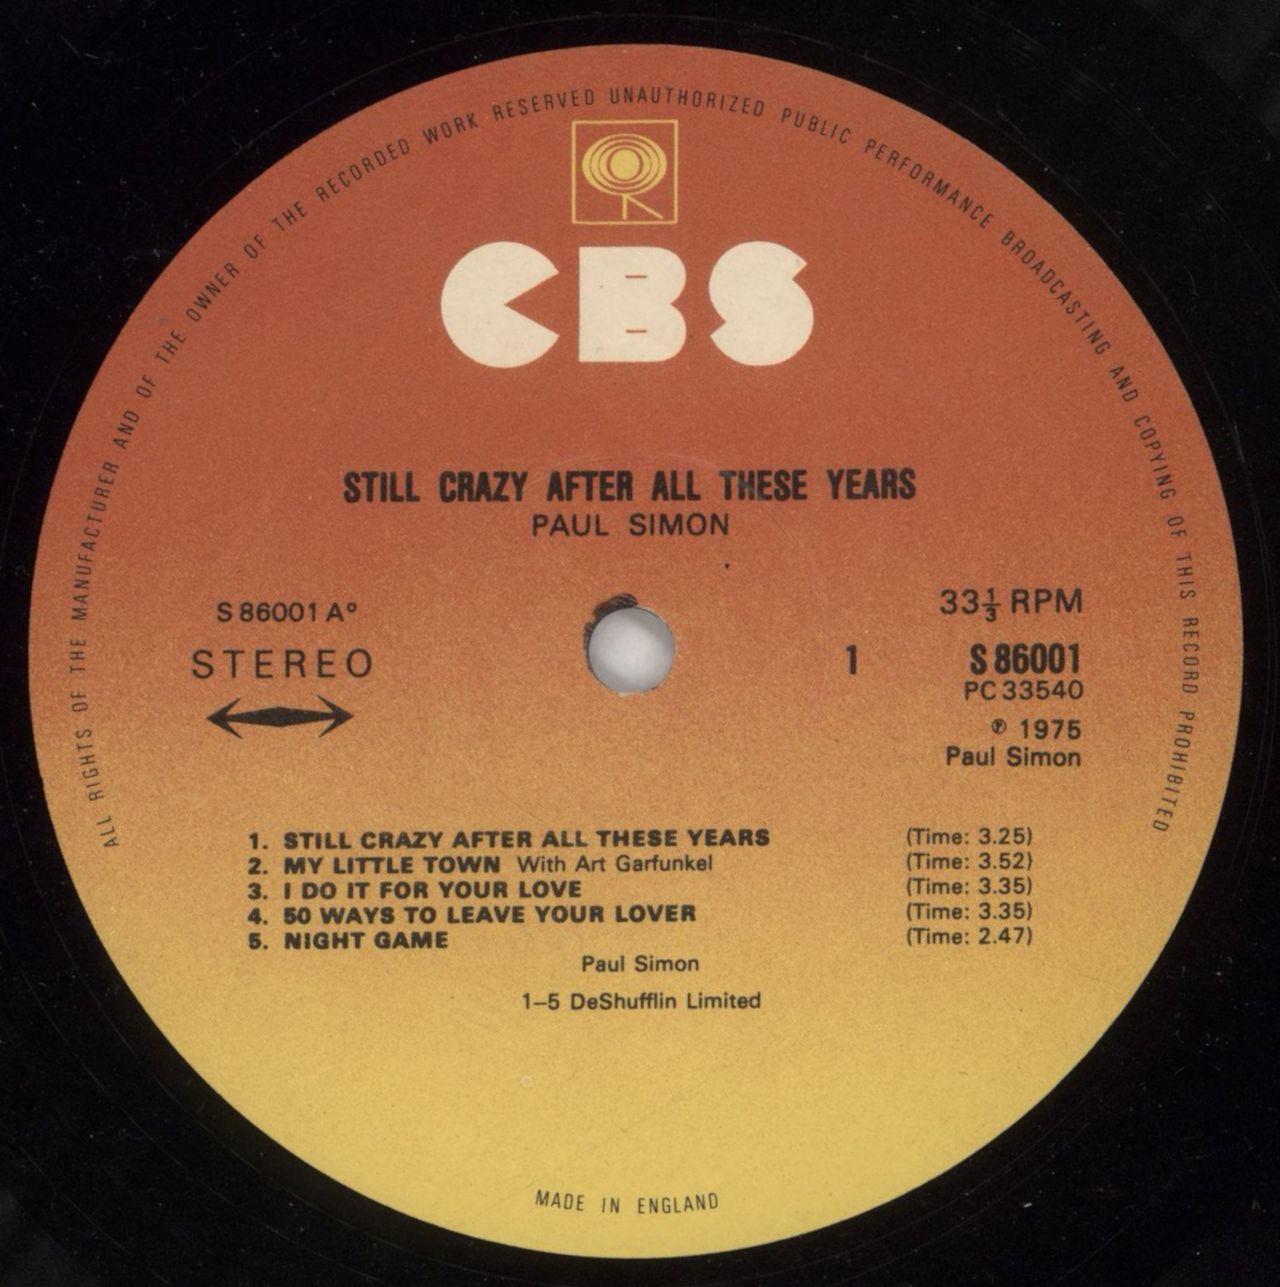 ALL RIGHTS OF THE MANUFACTURER AND OF THE OWNER OF THE RECORDED WORK RESERVED UNAUTHORIZED PUBLIC PERFORMANCE BROADCASTING AND COPYING OF THIS RECORD PROHIBITED
CBS
STILL CRAZY AFTER ALL THESE YEARS
PAUL SIMON
S 86001 Aº
STEREO
33⅓ RPM
1
S 86001
PC 33540
℗ 1975
Paul Simon
1. STILL CRAZY AFTER ALL THESE YEARS (Time: 3.25)
2. MY LITTLE TOWN With Art Garfunkel (Time: 3.52)
3. I DO IT FOR YOUR LOVE (Time: 3.35)
4. 50 WAYS TO LEAVE YOUR LOVER (Time: 3.35)
5. NIGHT GAME (Time: 2.47)
Paul Simon
1–5 DeShufflin Limited
MADE IN ENGLAND